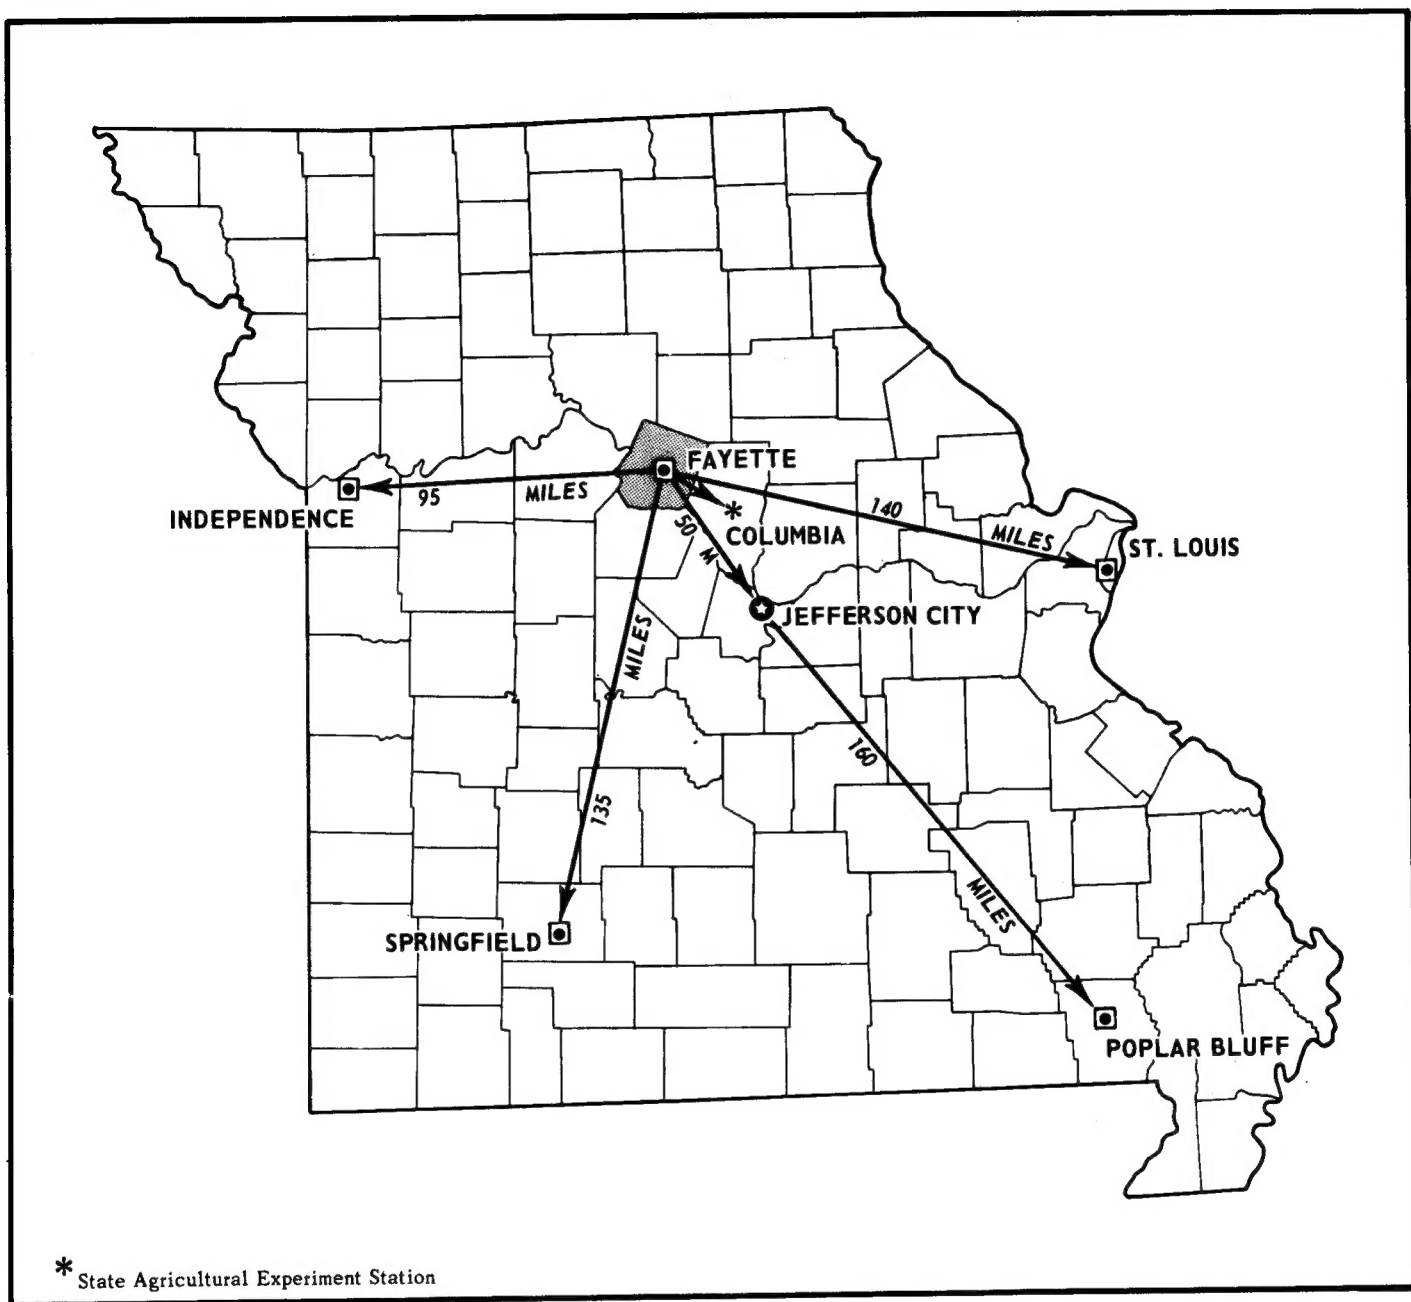 FAYETTE
95 MILES
INDEPENDENCE
*
COLUMBIA
50 M
140 MILES
ST. LOUIS
JEFFERSON CITY
MILES
135
160
MILES
SPRINGFIELD
POPLAR BLUFF
* State Agricultural Experiment Station